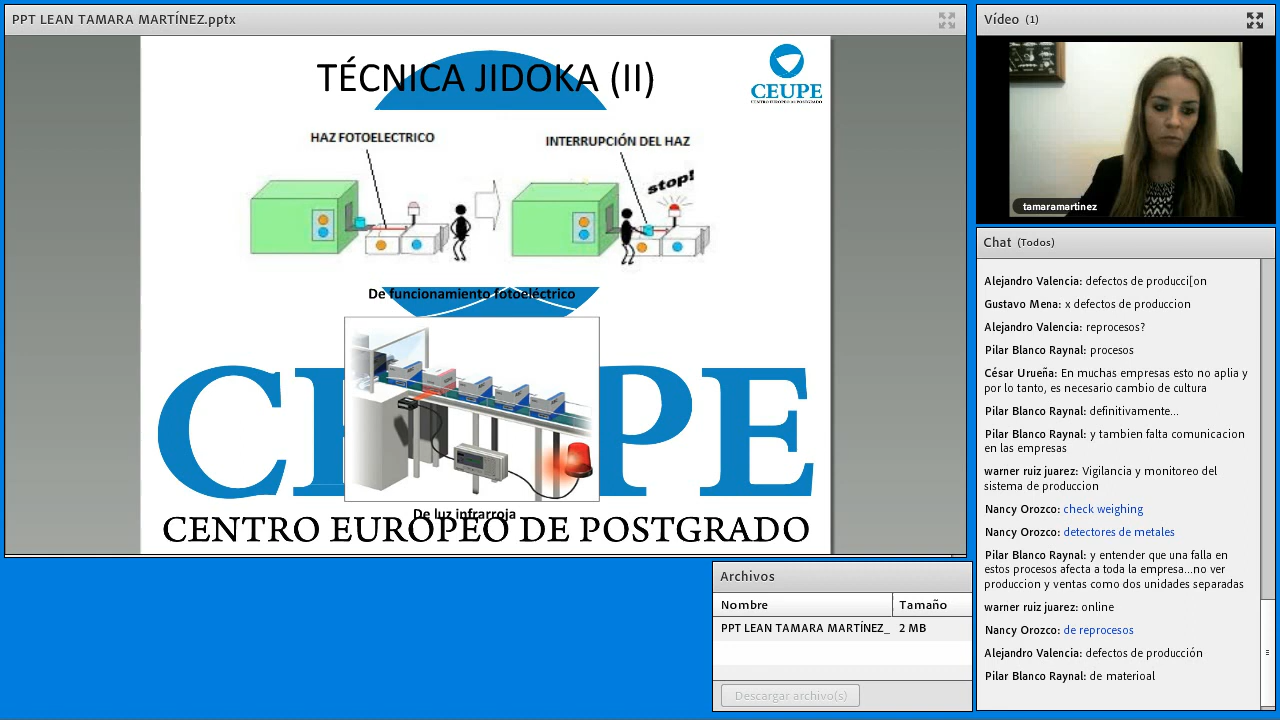 PPT LEAN TAMARA MARTÍNEZ.pptx
TÉCNICA JIDOKA (II)
CEUPE
CENTRO EUROPEO DE POSTGRADO
HAZ FOTOELECTRICO
INTERRUPCIÓN DEL HAZ
stop!
De funcionamiento fotoeléctrico
CEUPE
De luz infrarroja
CENTRO EUROPEO DE POSTGRADO
Archivos
Nombre
Tamaño
PPT LEAN TAMARA MARTÍNEZ_
2 MB
Descargar archivo(s)
Vídeo (1)
tamaramartinez
Chat (Todos)
Alejandro Valencia: defectos de producci[on
Gustavo Mena: x defectos de produccion
Alejandro Valencia: reprocesos?
Pilar Blanco Raynal: procesos
César Urueña: En muchas empresas esto no aplia y
por lo tanto, es necesario cambio de cultura
Pilar Blanco Raynal: definitivamente...
Pilar Blanco Raynal: y tambien falta comunicacion
en las empresas
warner ruiz juarez: Vigilancia y monitoreo del
sistema de produccion
Nancy Orozco: check weighing
Nancy Orozco: detectores de metales
Pilar Blanco Raynal: y entender que una falla en
estos procesos afecta a toda la empresa...no ver
produccion y ventas como dos unidades separadas
warner ruiz juarez: online
Nancy Orozco: de reprocesos
Alejandro Valencia: defectos de producción
Pilar Blanco Raynal: de materioal